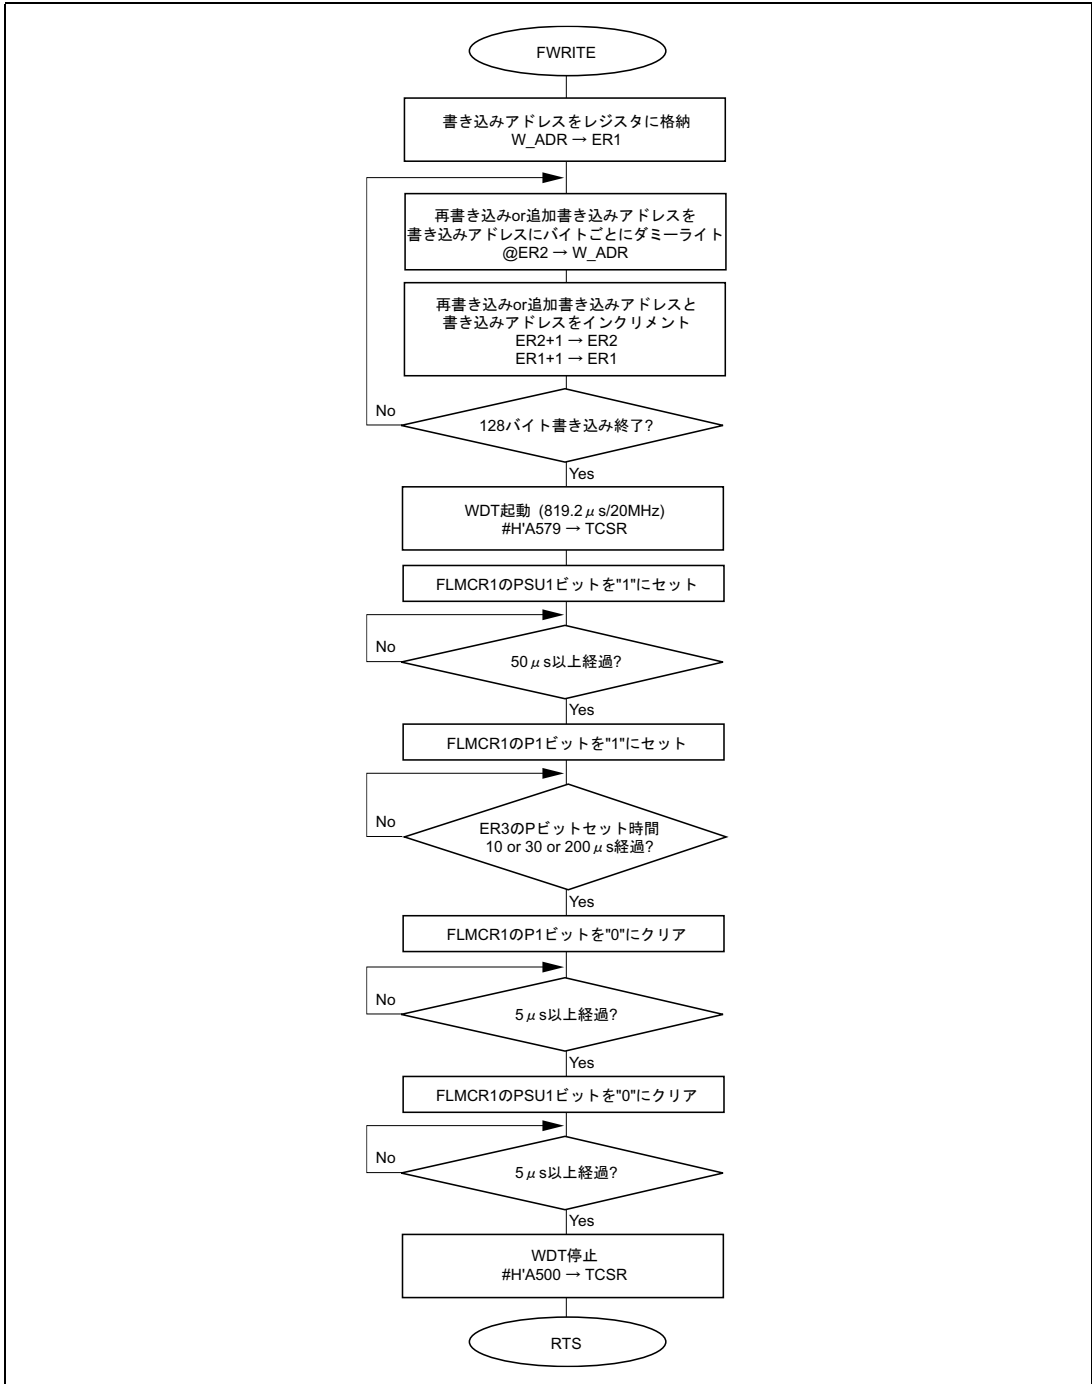 FWRITE
書き込みアドレスをレジスタに格納
W_ADR → ER1
再書き込みor追加書き込みアドレスを
書き込みアドレスにバイトごとにダミーライト
@ER2 → W_ADR
再書き込みor追加書き込みアドレスと
書き込みアドレスをインクリメント
ER2+1 → ER2
ER1+1 → ER1
No
128バイト書き込み終了?
Yes
WDT起動 (819.2μs/20MHz)
#H'A579 → TCSR
FLMCR1のPSU1ビットを"1"にセット
No
50μs以上経過?
Yes
FLMCR1のP1ビットを"1"にセット
No
ER3のPビットセット時間
10 or 30 or 200μs経過?
Yes
FLMCR1のP1ビットを"0"にクリア
No
5μs以上経過?
Yes
FLMCR1のPSU1ビットを"0"にクリア
No
5μs以上経過?
Yes
WDT停止
#H'A500 → TCSR
RTS